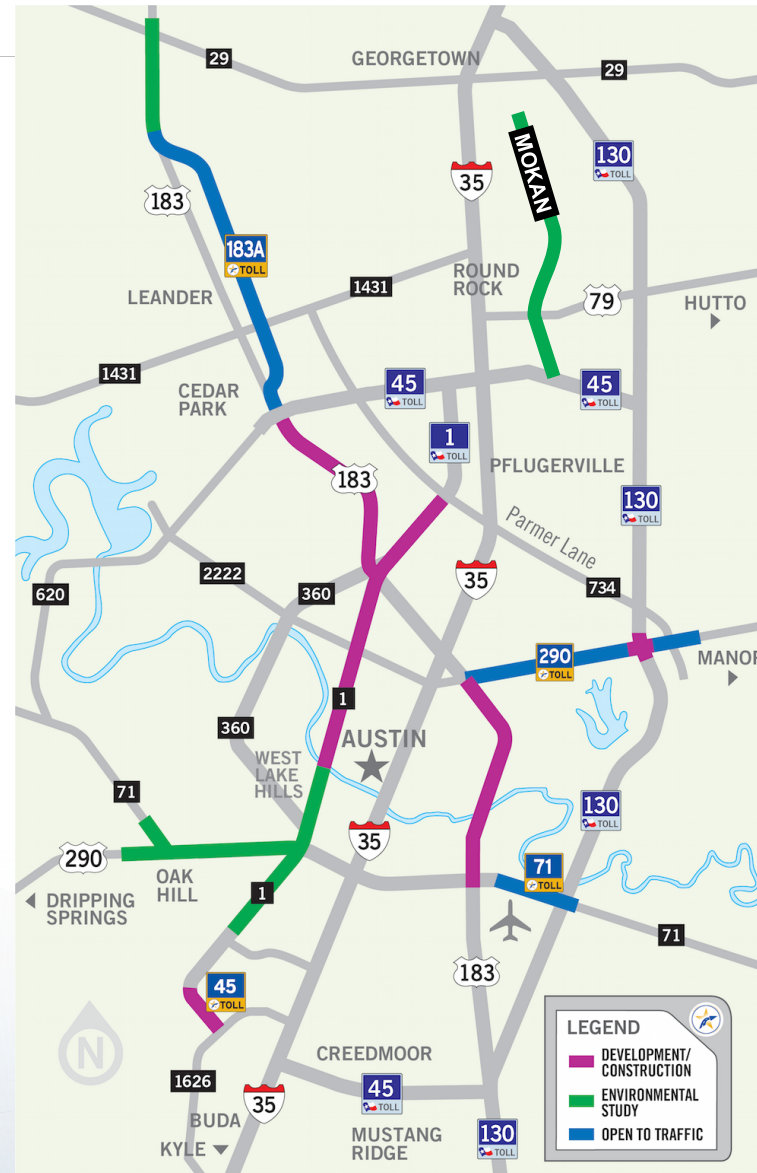 29
GEORGETOWN
29
MOKAN
130
TOLL
35
183
183A
TOLL
ROUND
ROCK
1431
LEANDER
79
HUTTO
1431
CEDAR
PARK
45
TOLL
45
TOLL
1
TOLL
183
PFLUGERVILLE
130
TOLL
Parmer Lane
2222
360
35
734
620
290
TOLL
MANOR
1
360
AUSTIN
WEST
LAKE
HILLS
71
130
TOLL
35
290
OAK
HILL
71
TOLL
1
DRIPPING
SPRINGS
71
183
45
TOLL
N
LEGEND
DEVELOPMENT/
CONSTRUCTION
ENVIRONMENTAL
STUDY
OPEN TO TRAFFIC
CREEDMOOR
1626
45
TOLL
35
BUDA
MUSTANG
RIDGE
130
TOLL
KYLE